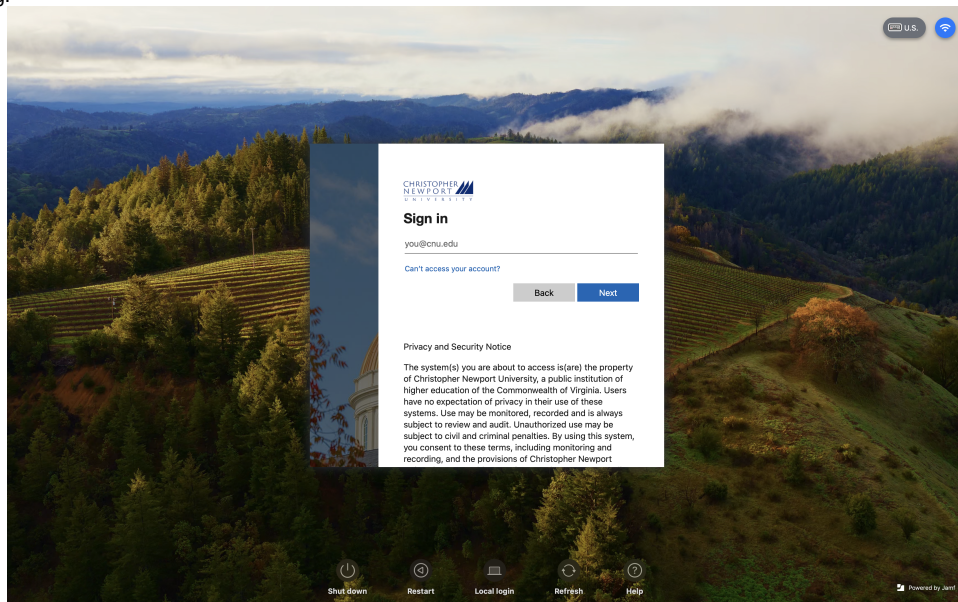 g.
U.S.
CHRISTOPHER
NEWPORT
UNIVERSITY
Sign in
you@cnu.edu
Can't access your account?
Back
Next
Privacy and Security Notice
The system(s) you are about to access is(are) the property
of Christopher Newport University, a public institution of
higher education of the Commonwealth of Virginia. Users
have no expectation of privacy in their use of these
systems. Use may be monitored, recorded and is always
subject to review and audit. Unauthorized use may be
subject to civil and criminal penalties. By using this system,
you consent to these terms, including monitoring and
recording, and the provisions of Christopher Newport
Shut down
Restart
Local login
Refresh
Help
Powered by Jamf